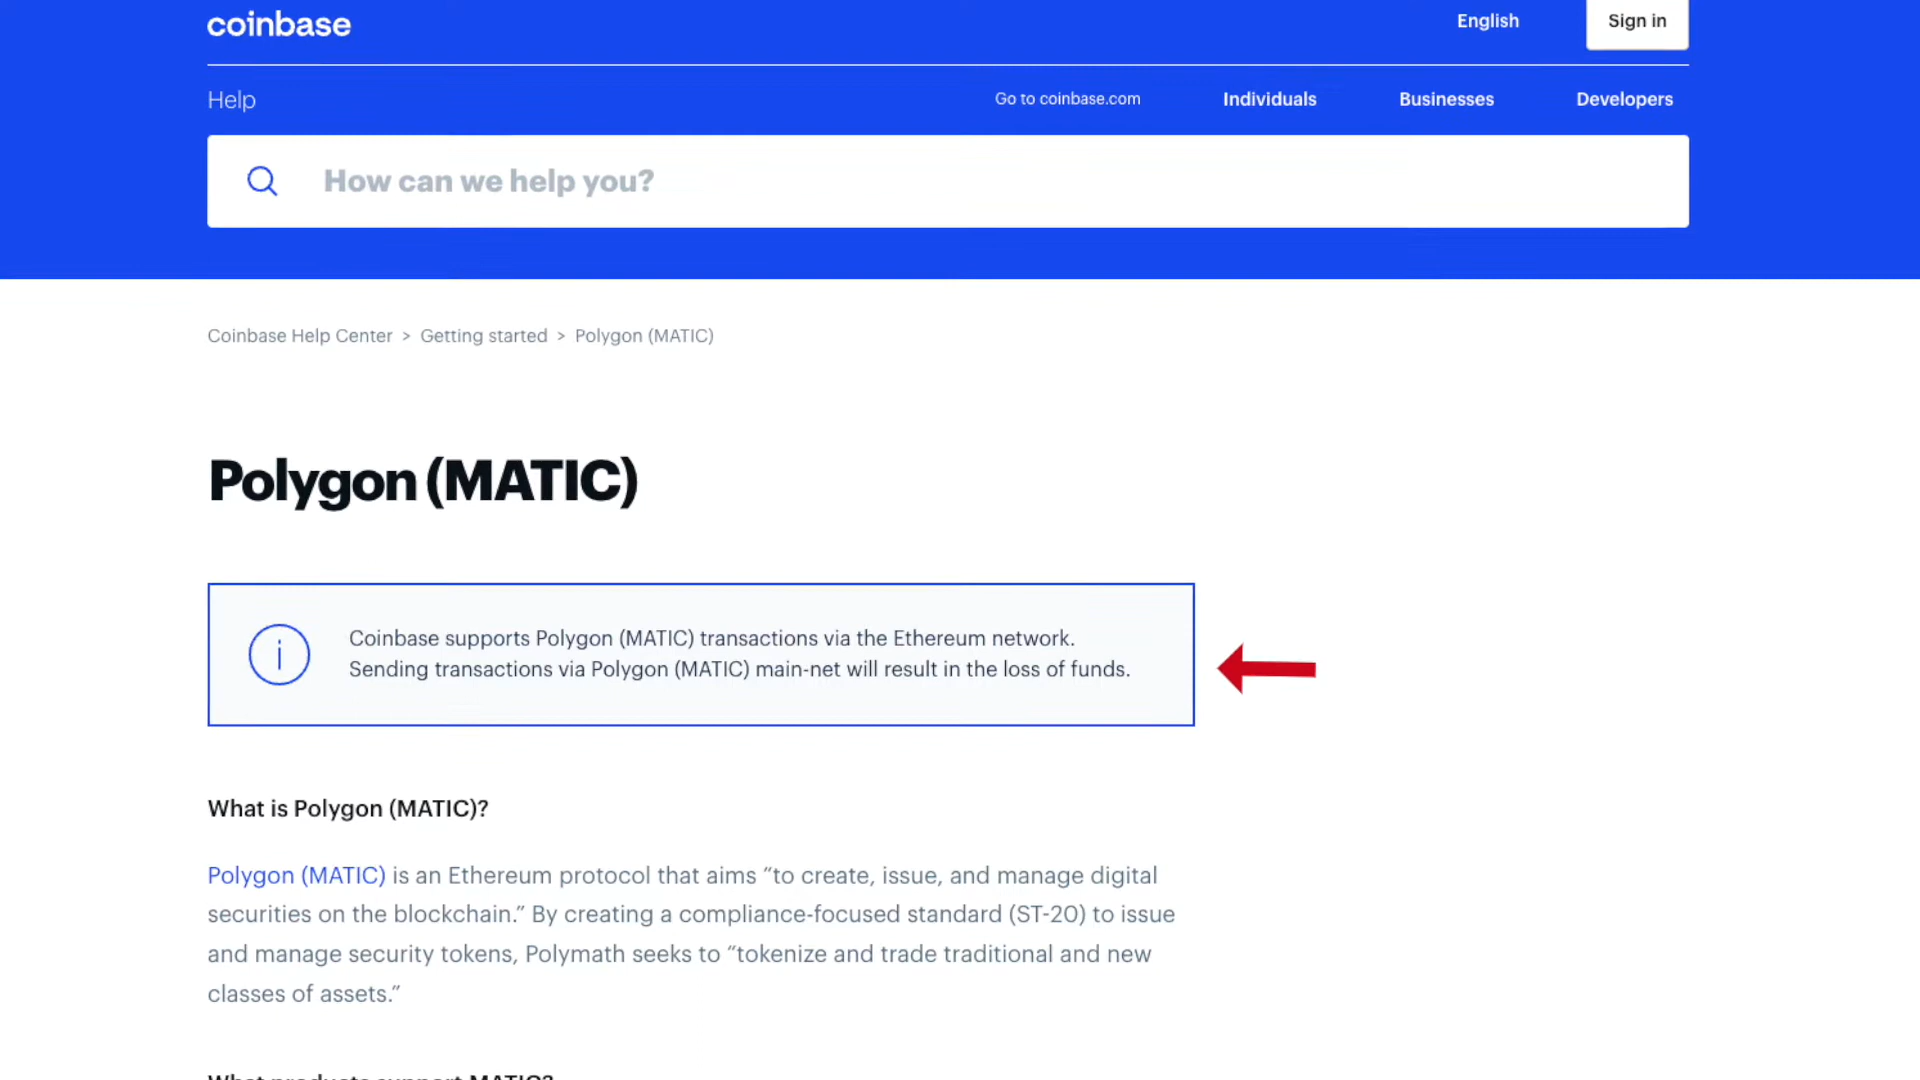 coinbase
English
Sign in
Help
Go to coinbase.com
Individuals
Businesses
Developers
How can we help you?
Coinbase Help Center > Getting started > Polygon (MATIC)
Polygon (MATIC)
Coinbase supports Polygon (MATIC) transactions via the Ethereum network.
Sending transactions via Polygon (MATIC) main-net will result in the loss of funds.
What is Polygon (MATIC)?
Polygon (MATIC) is an Ethereum protocol that aims “to create, issue, and manage digital
securities on the blockchain.” By creating a compliance-focused standard (ST-20) to issue
and manage security tokens, Polymath seeks to “tokenize and trade traditional and new
classes of assets.”
What products support MATIC?